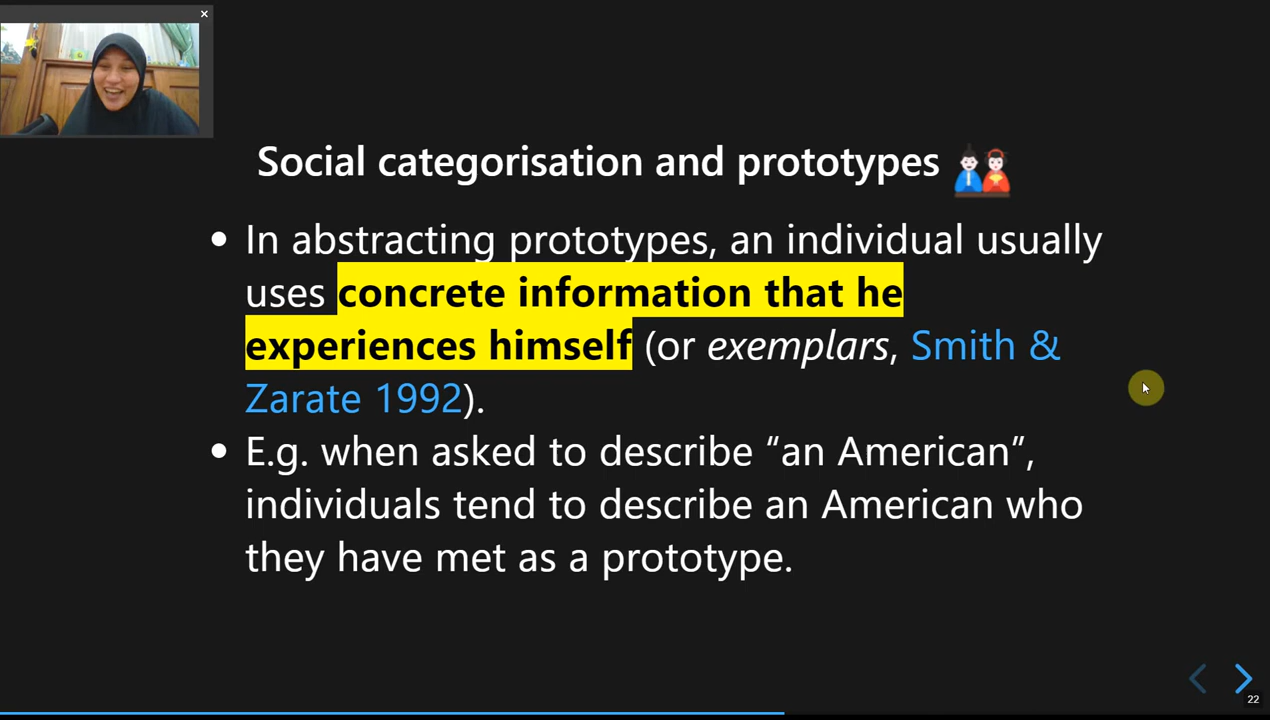 Social categorisation and prototypes
• In abstracting prototypes, an individual usually
uses concrete information that he
experiences himself (or exemplars, Smith &
Zarate 1992).
• E.g. when asked to describe “an American”,
individuals tend to describe an American who
they have met as a prototype.
22